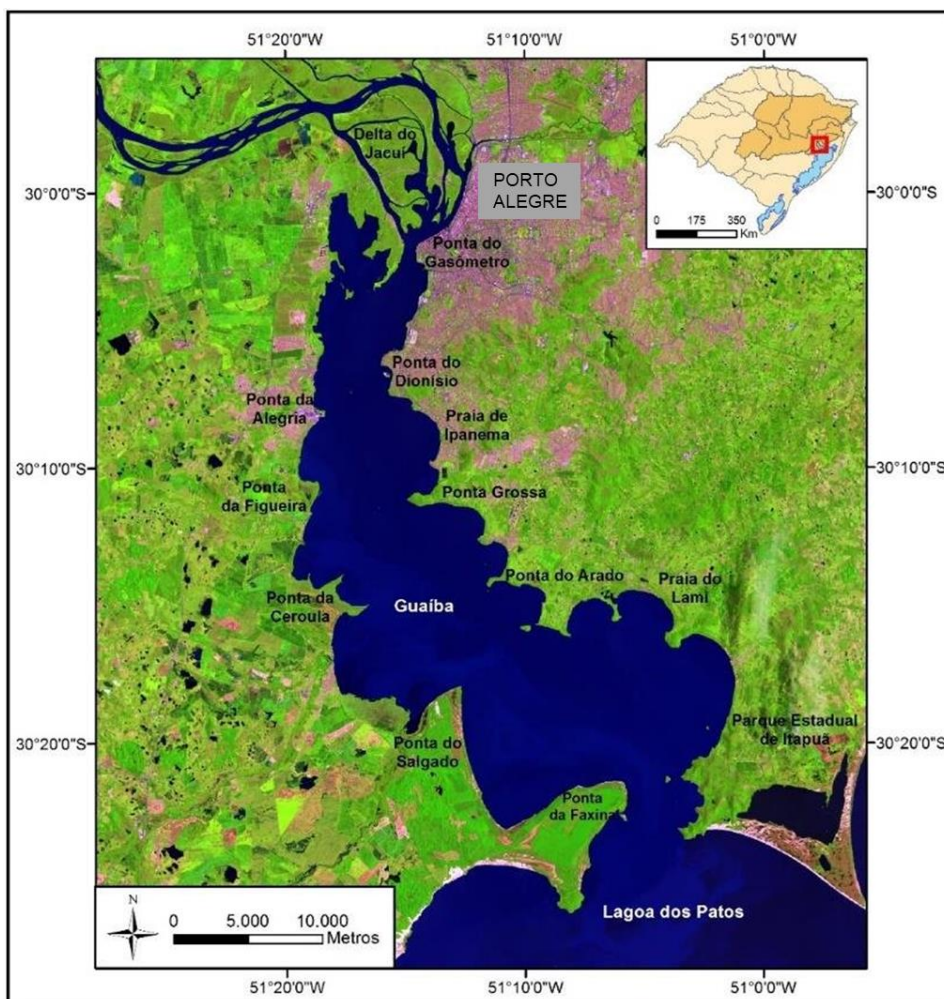 51°20'0"W
51°10'0"W
51°0'0"W
Delta do
Jacuí
PORTO
ALEGRE
0 175 350
Km
30°0'0"S
30°0'0"S
Ponta do
Gasômetro
Ponta do
Dionísio
Ponta da
Alegria
Praia de
Ipanema
30°10'0"S
30°10'0"S
Ponta
da Figueira
Ponta Grossa
Ponta do Arado
Praia do
Lami
Ponta da
Ceroula
Guaíba
Parque Estadual
de Itapuã
30°20'0"S
30°20'0"S
Ponta do
Salgado
Ponta
da Faxina
N
0 5.000 10.000
Metros
Lagoa dos Patos
51°20'0"W
51°10'0"W
51°0'0"W